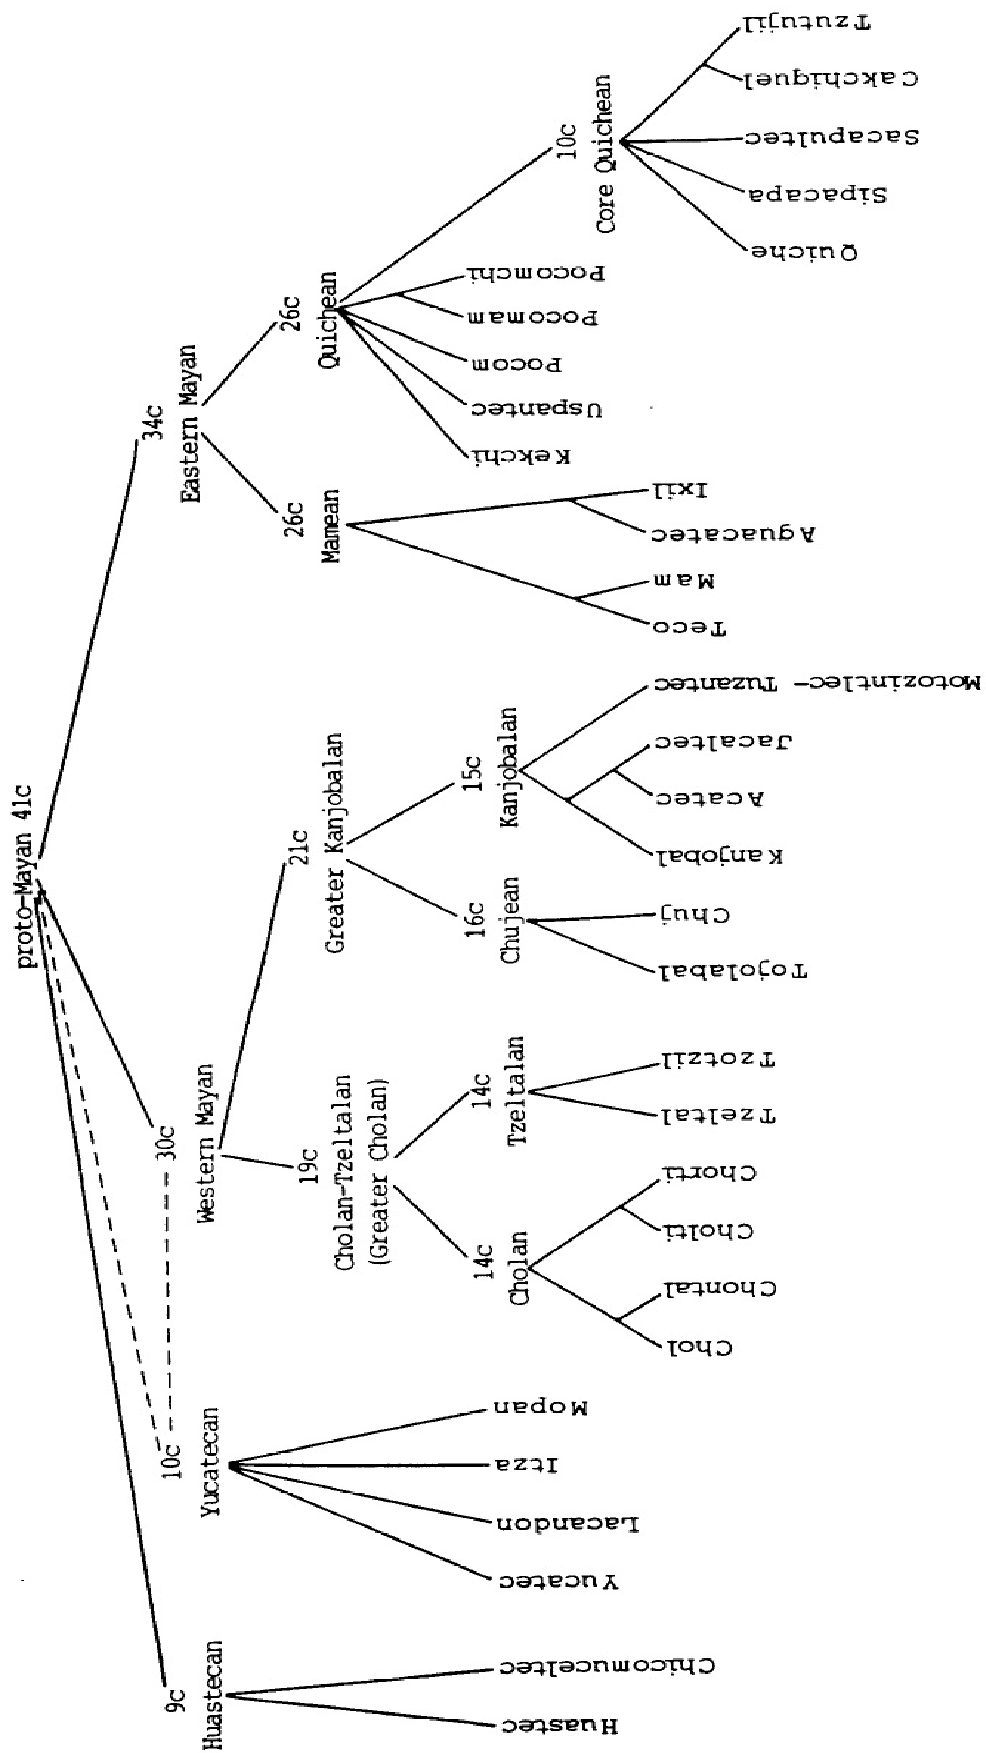 proto-Mayan 41c
9c
Huastecan
10c
Yucatecan
30c
Western Mayan
34c
Eastern Mayan
19c
Cholan-Tzeltalan
(Greater Cholan)
21c
Greater Kanjobalan
26c
Mamean
26c
Quichean
14c
Cholan
14c
Tzeltalan
16c
Chujean
15c
Kanjobalan
10c
Core Quichean
Huastec
Chicomuceltec
Yucatec
Lacandon
Itza
Mopan
Chol
Chontal
Cholti
Chorti
Tzeltal
Tzotzil
Tojolabal
Chuj
Kanjobal
Acatec
Jacaltec
Motozintlec- Tuzantec
Teco
Mam
Aguacatec
Ixil
Kekchi
Uspantec
Pocom
Pocomam
Pocomchi
Quiche
Sipacapa
Sacapultec
Cakchiquel
Tzutujil